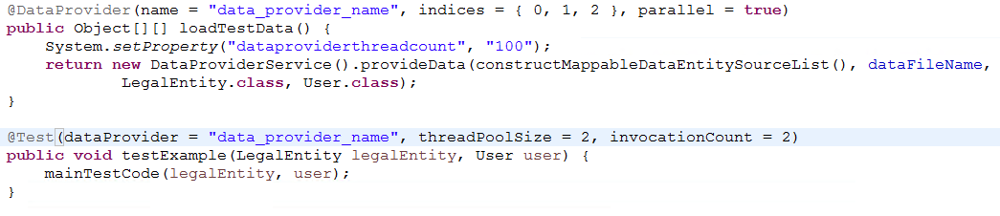 @DataProvider(name = "data_provider_name", indices = { 0, 1, 2 }, parallel = true)
public Object[][] loadTestData() {
System.setProperty("dataproviderthreadcount", "100");
return new DataProviderService().provideData(constructMappableDataEntitySourceList(), dataFileName,
LegalEntity.class, User.class);
}
@Test(dataProvider = "data_provider_name", threadPoolSize = 2, invocationCount = 2)
public void testExample(LegalEntity legalEntity, User user) {
mainTestCode(legalEntity, user);
}